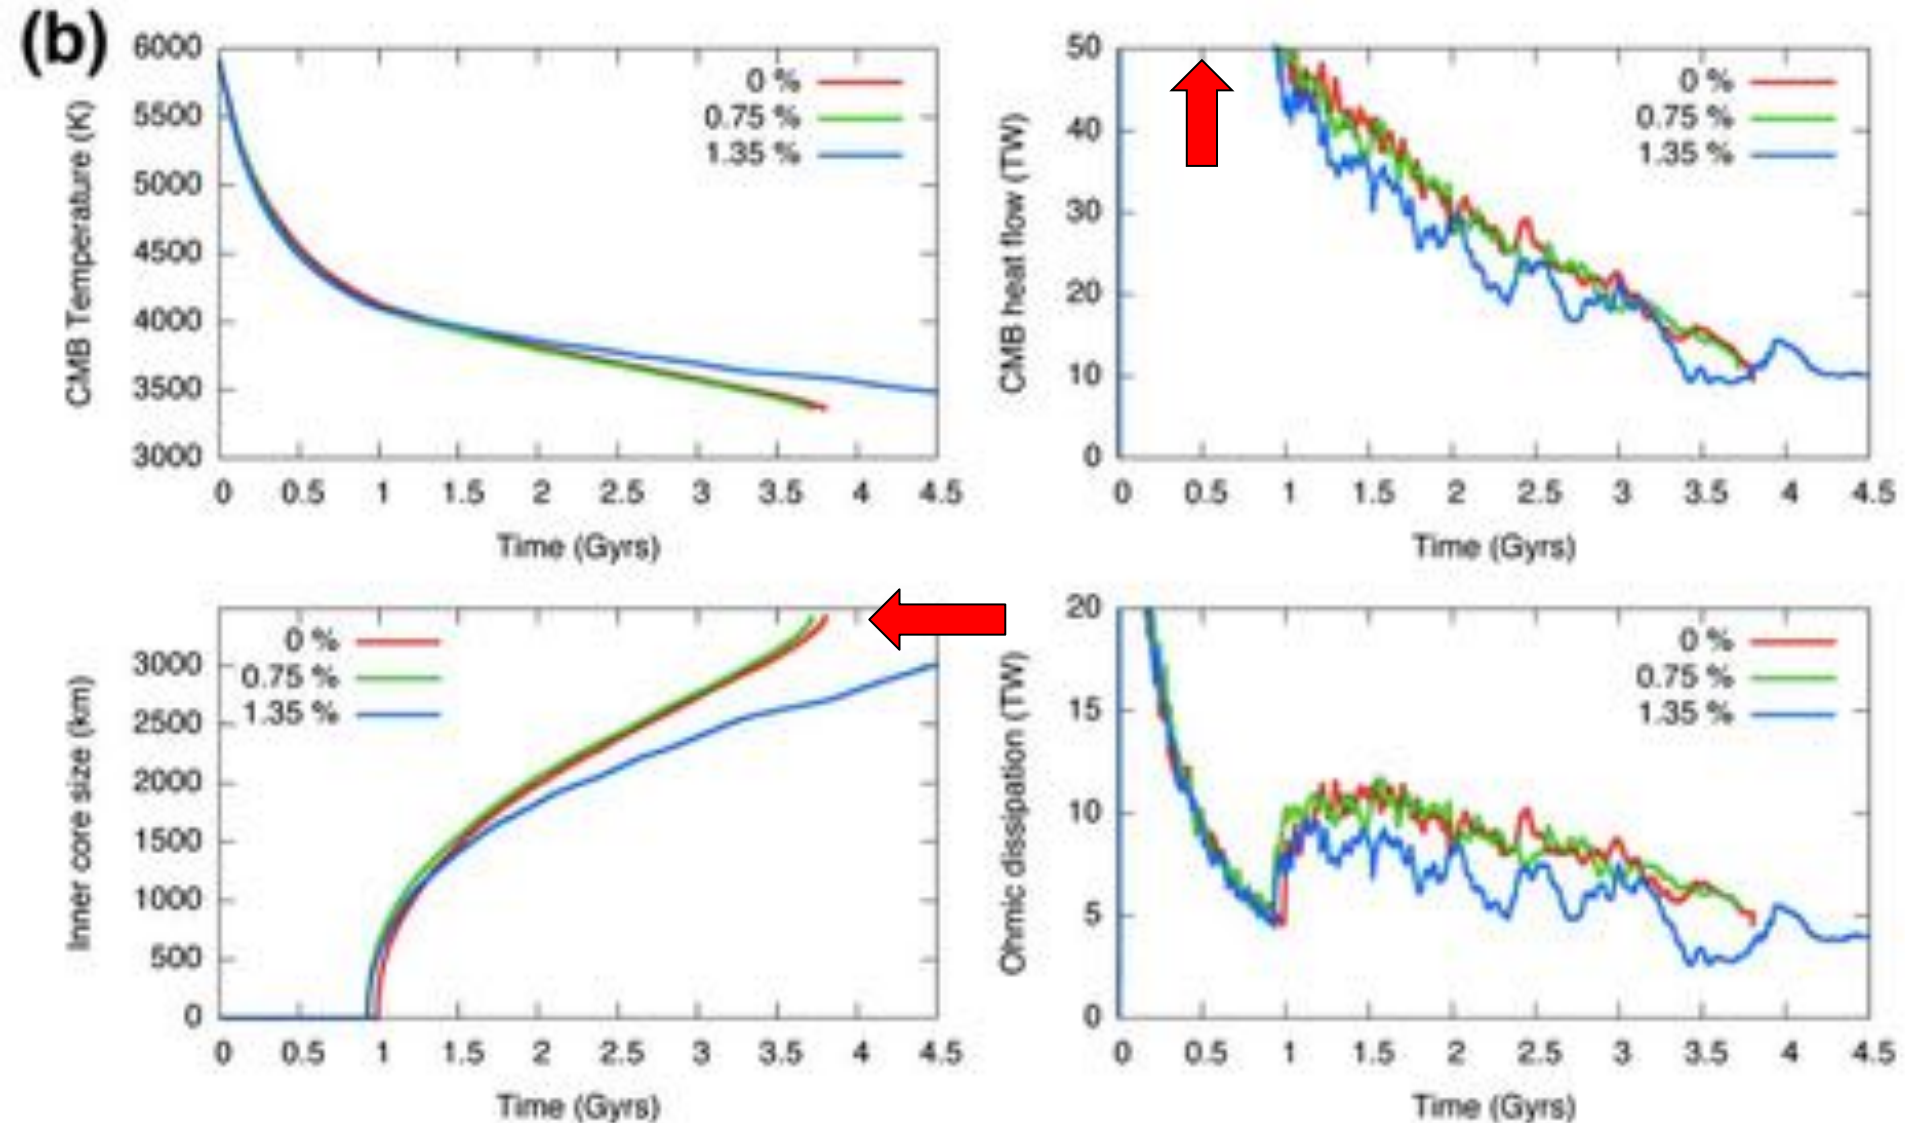 (b)
6000
5500
5000
4500
4000
3500
3000
CMB Temperature (K)
0 %
0.75 %
1.35 %
0 0.5 1 1.5 2 2.5 3 3.5 4 4.5
Time (Gyrs)
50
40
30
20
10
0
CMB heat flow (TW)
0 %
0.75 %
1.35 %
0 0.5 1 1.5 2 2.5 3 3.5 4 4.5
Time (Gyrs)
3000
2500
2000
1500
1000
500
0
Inner core size (km)
0 %
0.75 %
1.35 %
0 0.5 1 1.5 2 2.5 3 3.5 4 4.5
Time (Gyrs)
20
15
10
5
0
Ohmic dissipation (TW)
0 %
0.75 %
1.35 %
0 0.5 1 1.5 2 2.5 3 3.5 4 4.5
Time (Gyrs)